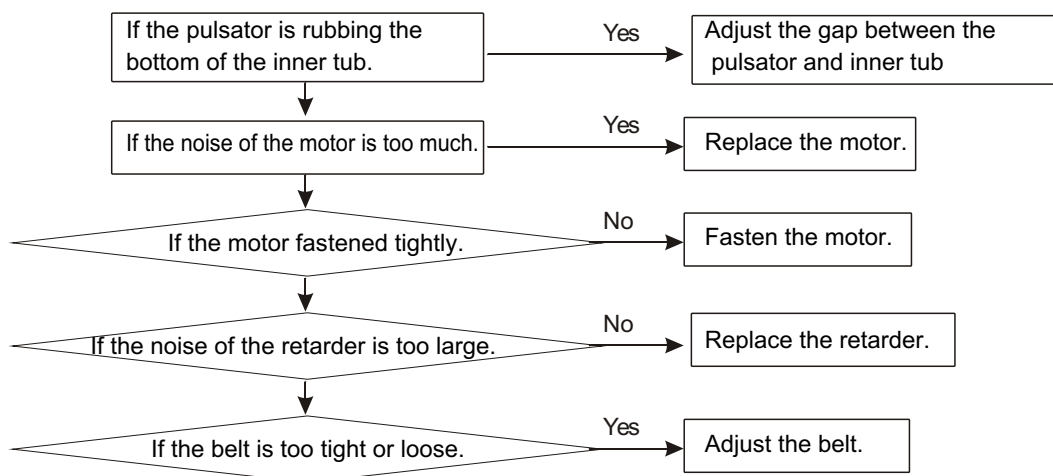 If the pulsator is rubbing the
bottom of the inner tub.
Yes
Adjust the gap between the
pulsator and inner tub
If the noise of the motor is too much.
Yes
Replace the motor.
If the motor fastened tightly.
No
Fasten the motor.
If the noise of the retarder is too large.
No
Replace the retarder.
If the belt is too tight or loose.
Yes
Adjust the belt.